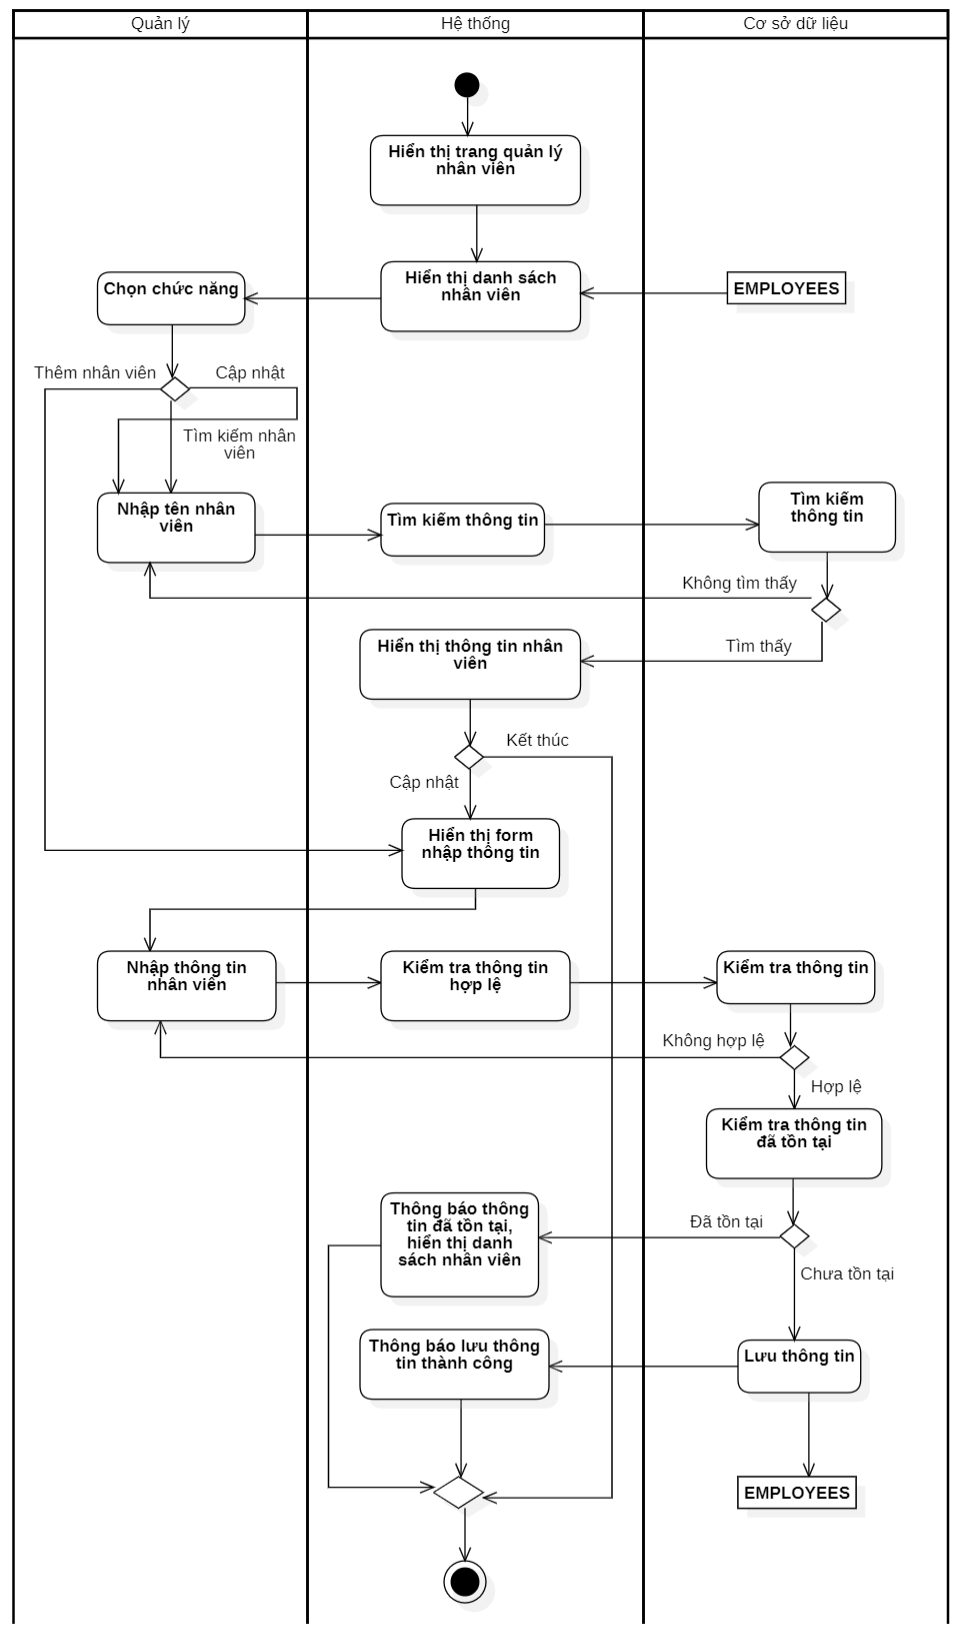 Quản lý
Hệ thống
Cơ sở dữ liệu
Hiển thị trang quản lý
nhân viên
Chọn chức năng
Hiển thị danh sách
nhân viên
EMPLOYEES
Thêm nhân viên
Cập nhật
Tìm kiếm nhân
viên
Nhập tên nhân
viên
Tìm kiếm thông tin
Tìm kiếm
thông tin
Không tìm thấy
Tìm thấy
Hiển thị thông tin nhân
viên
Kết thúc
Cập nhật
Hiển thị form
nhập thông tin
Nhập thông tin
nhân viên
Kiểm tra thông tin
hợp lệ
Kiểm tra thông tin
Không hợp lệ
Hợp lệ
Kiểm tra thông tin
đã tồn tại
Thông báo thông
tin đã tồn tại,
hiển thị danh
sách nhân viên
Đã tồn tại
Chưa tồn tại
Thông báo lưu thông
tin thành công
Lưu thông tin
EMPLOYEES